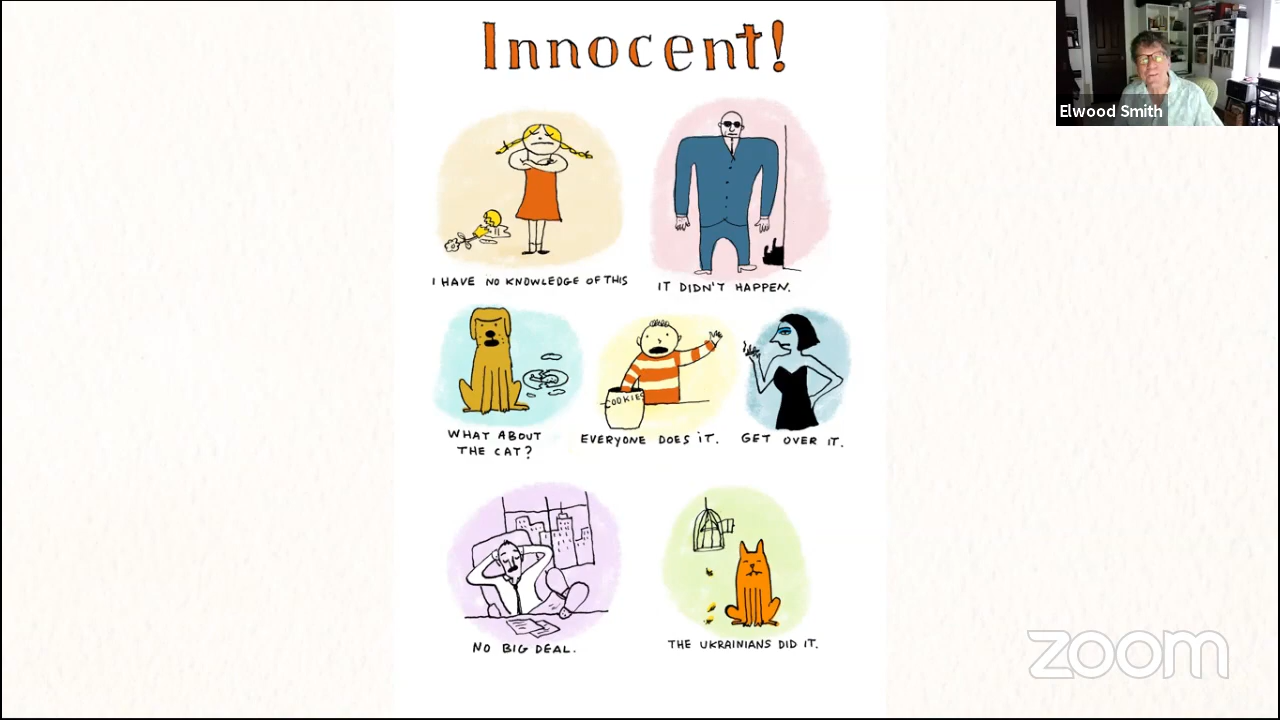 Innocent!
Elwood Smith
I HAVE NO KNOWLEDGE OF THIS
IT DIDN'T HAPPEN.
COOKIES
WHAT ABOUT
THE CAT?
EVERYONE DOES IT.
GET OVER IT.
NO BIG DEAL.
THE UKRAINIANS DID IT.
zoom